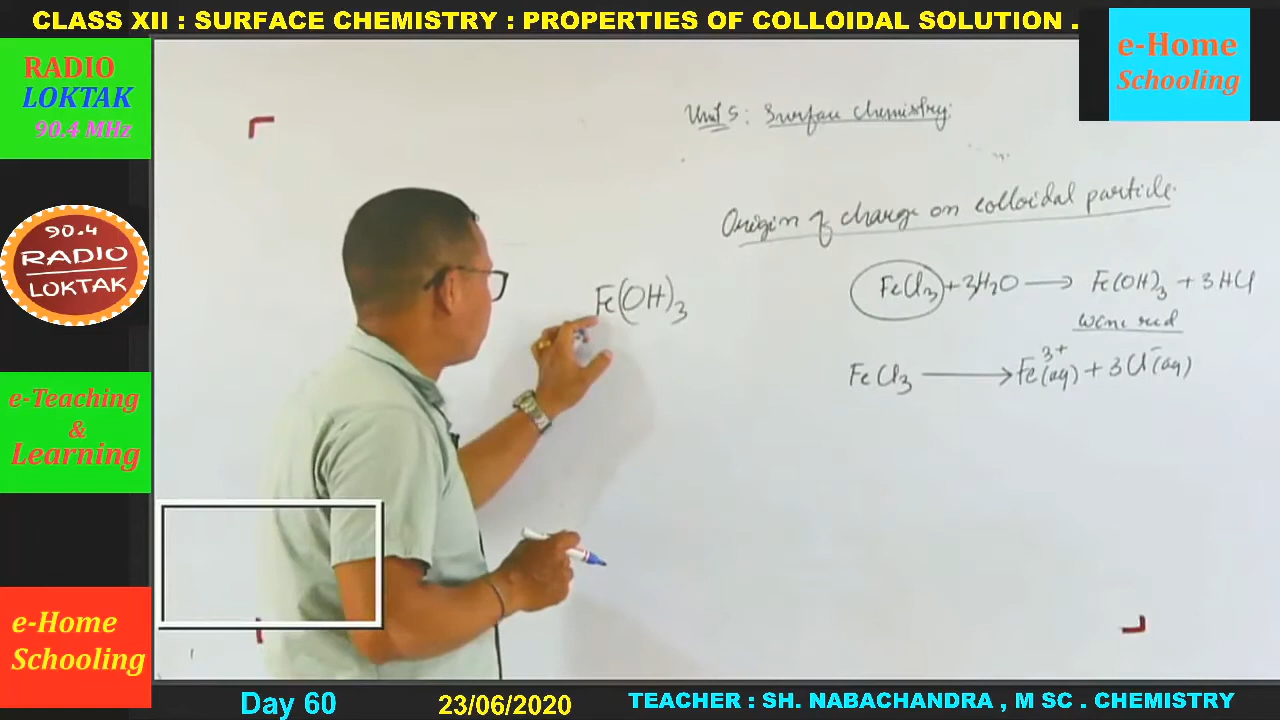 CLASS XII : SURFACE CHEMISTRY : PROPERTIES OF COLLOIDAL SOLUTION .
e-Home
Schooling
RADIO
LOKTAK
90.4 MHz
90.4
RADIO
LOKTAK
e-Teaching
&
Learning
e-Home
Schooling
Unit 5: Surface chemistry:
Origin of charge on colloidal particle
FeCl₃ + 3H₂O → Fe(OH)₃ + 3HCl
wine red
FeCl₃ → Fe³⁺(aq) + 3Cl⁻(aq)
Fe(OH)₃
Day 60
23/06/2020
TEACHER : SH. NABACHANDRA , M SC . CHEMISTRY